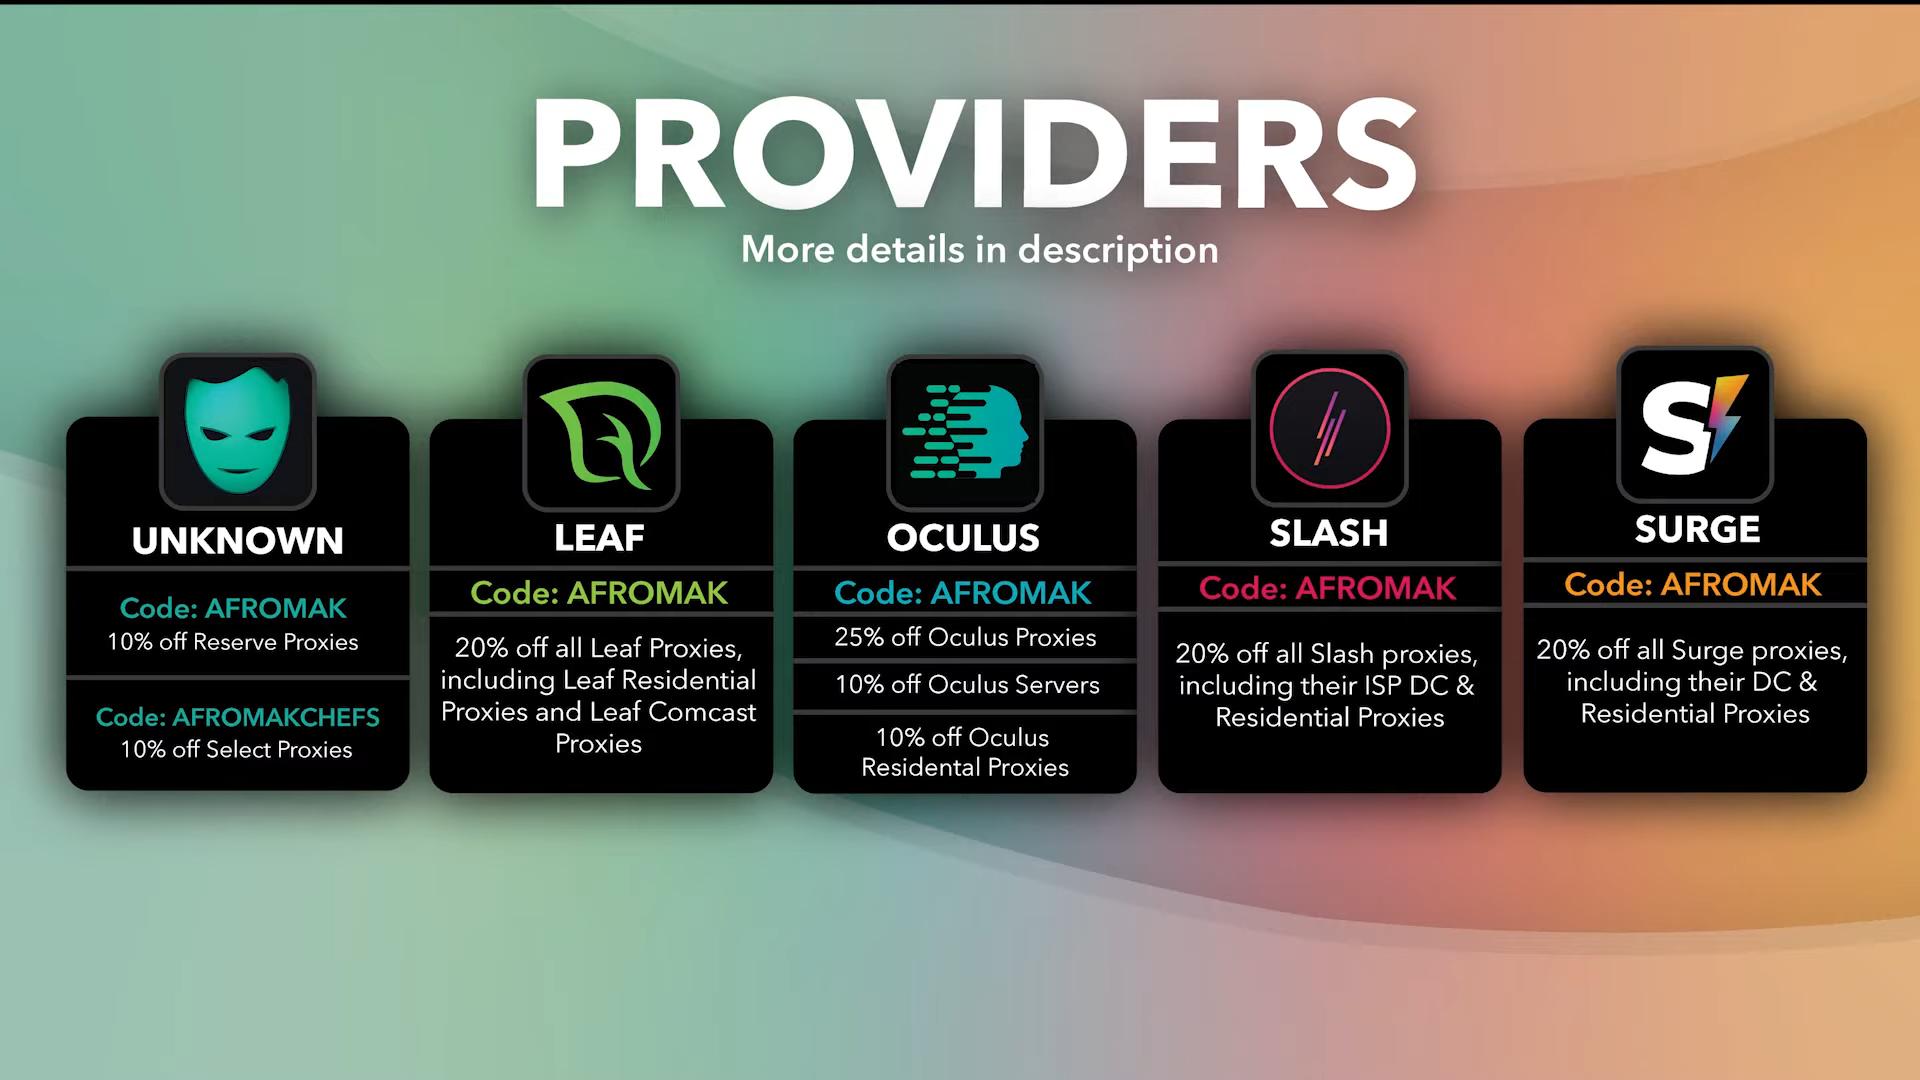 PROVIDERS
More details in description
UNKNOWN
Code: AFROMAK
10% off Reserve Proxies
Code: AFROMAKCHEFS
10% off Select Proxies
LEAF
Code: AFROMAK
20% off all Leaf Proxies,
including Leaf Residential
Proxies and Leaf Comcast
Proxies
OCULUS
Code: AFROMAK
25% off Oculus Proxies
10% off Oculus Servers
10% off Oculus
Residental Proxies
SLASH
Code: AFROMAK
20% off all Slash proxies,
including their ISP DC &
Residential Proxies
S
SURGE
Code: AFROMAK
20% off all Surge proxies,
including their DC &
Residential Proxies